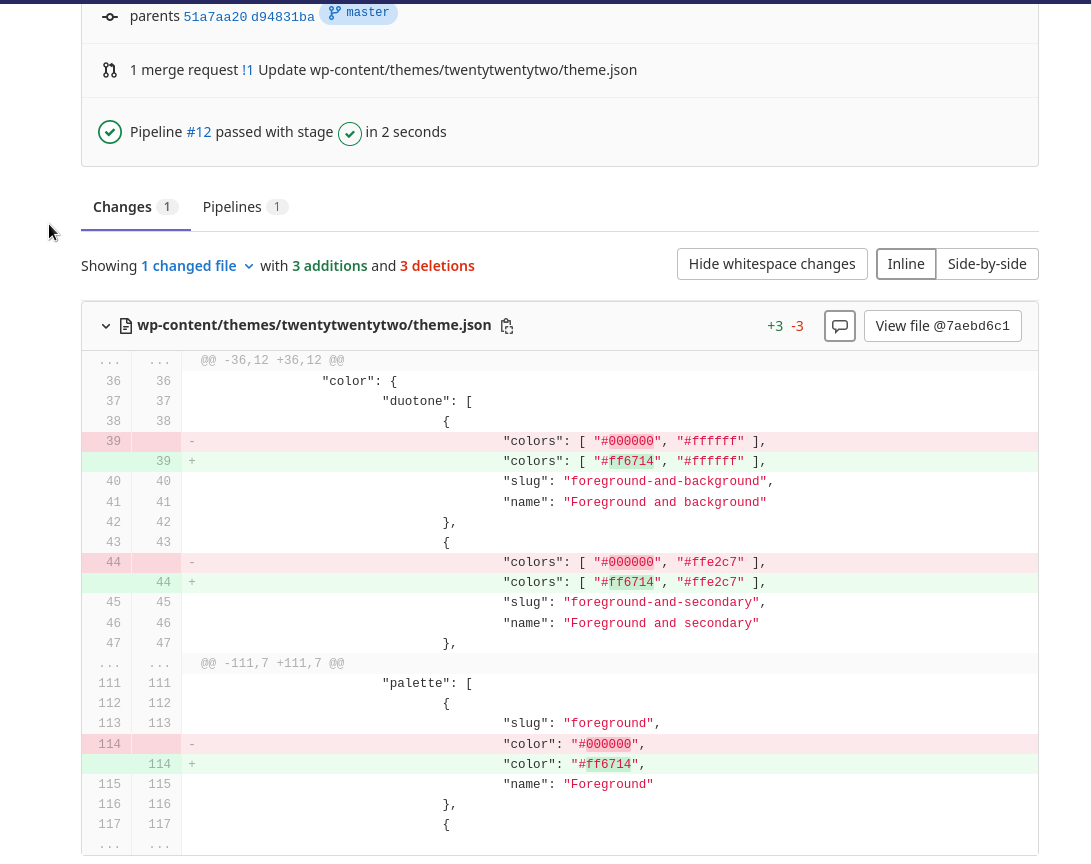 parents 51a7aa20 d94831ba master
1 merge request !1 Update wp-content/themes/twentytwentytwo/theme.json
Pipeline #12 passed with stage in 2 seconds
Changes 1 Pipelines 1
Showing 1 changed file with 3 additions and 3 deletions Hide whitespace changes Inline Side-by-side
wp-content/themes/twentytwentytwo/theme.json +3 -3 View file @7aebd6c1
... ... @@ -36,12 +36,12 @@
36 36 "color": {
37 37 "duotone": [
38 38 {
39 - "colors": [ "#000000", "#ffffff" ],
39 + "colors": [ "#ff6714", "#ffffff" ],
40 40 "slug": "foreground-and-background",
41 41 "name": "Foreground and background"
42 42 },
43 43 {
44 - "colors": [ "#000000", "#ffe2c7" ],
44 + "colors": [ "#ff6714", "#ffe2c7" ],
45 45 "slug": "foreground-and-secondary",
46 46 "name": "Foreground and secondary"
47 47 },
... ... @@ -111,7 +111,7 @@
111 111 "palette": [
112 112 {
113 113 "slug": "foreground",
114 - "color": "#000000",
114 + "color": "#ff6714",
115 115 "name": "Foreground"
116 116 },
117 117 {
... ...